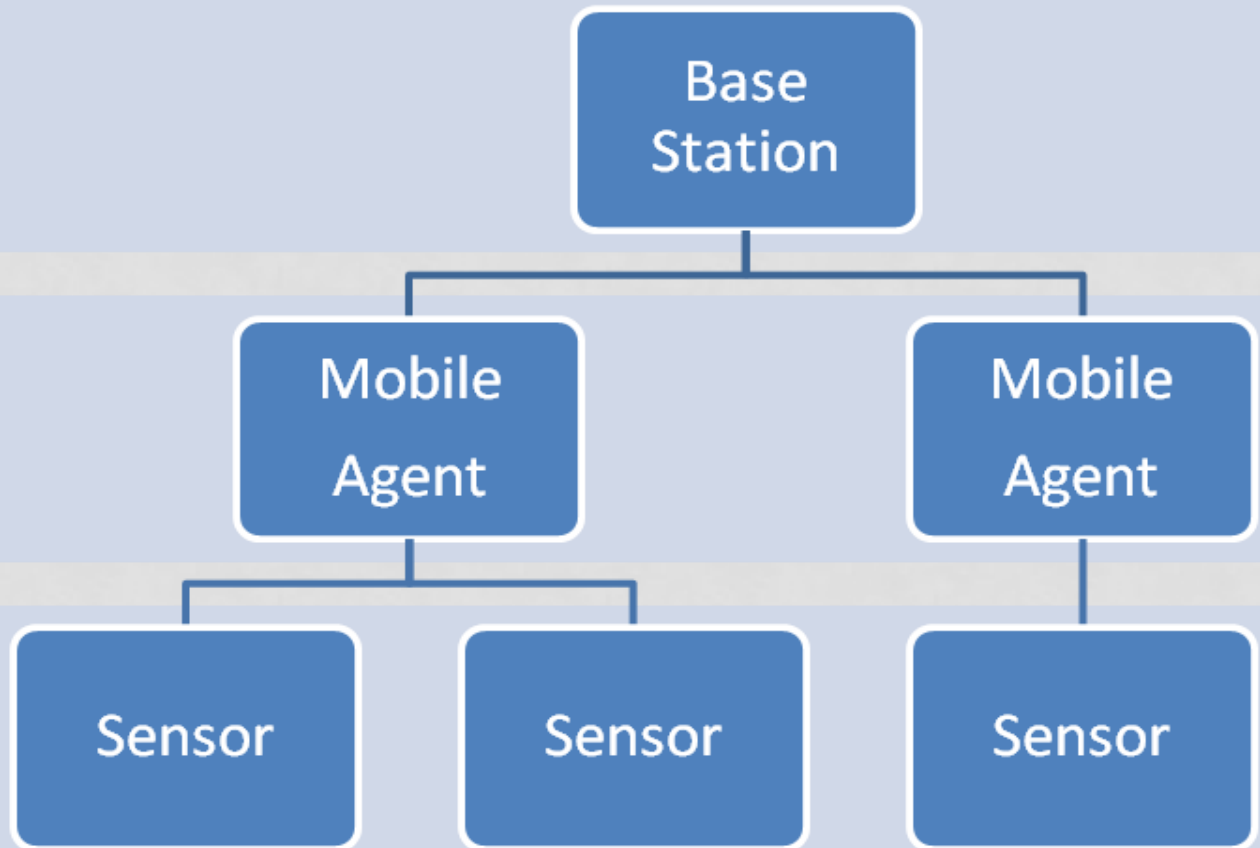 Base
Station
Mobile
Agent
Mobile
Agent
Sensor
Sensor
Sensor